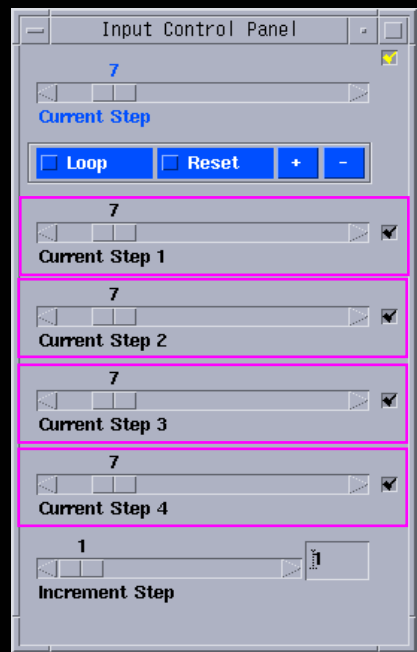 Input Control Panel
7
Current Step
Loop Reset + -
7
Current Step 1
7
Current Step 2
7
Current Step 3
7
Current Step 4
1
1
Increment Step